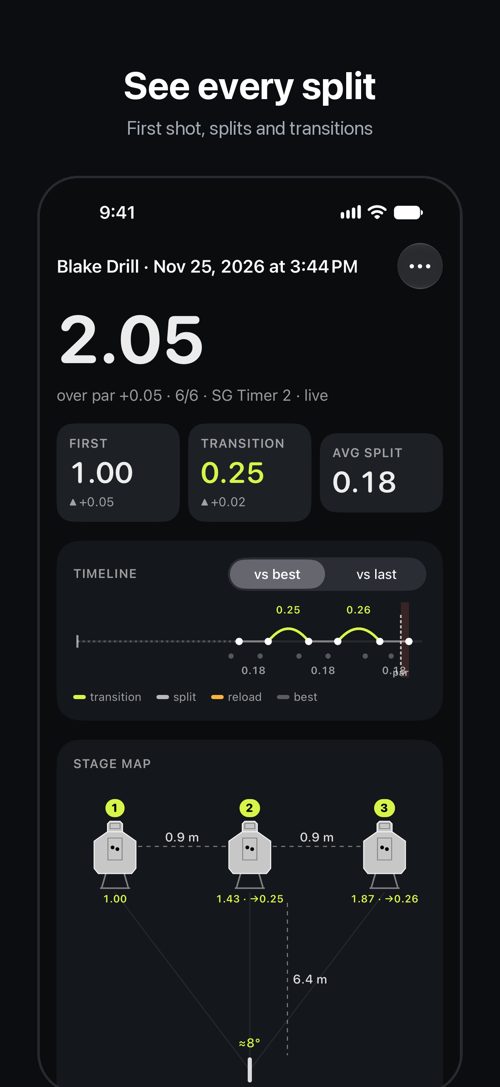 See every split
First shot, splits and transitions
9:41
Blake Drill · Nov 25, 2026 at 3:44 PM
2.05
over par +0.05 · 6/6 · SG Timer 2 · live
FIRST
1.00
▲+0.05
TRANSITION
0.25
▲+0.02
AVG SPLIT
0.18
TIMELINE
vs best
vs last
0.25 0.26
0.18 0.18 0.18
par
transition split reload best
STAGE MAP
1 2 3
0.9 m 0.9 m
1.00 1.43 · →0.25 1.87 · →0.26
6.4 m
≈8°